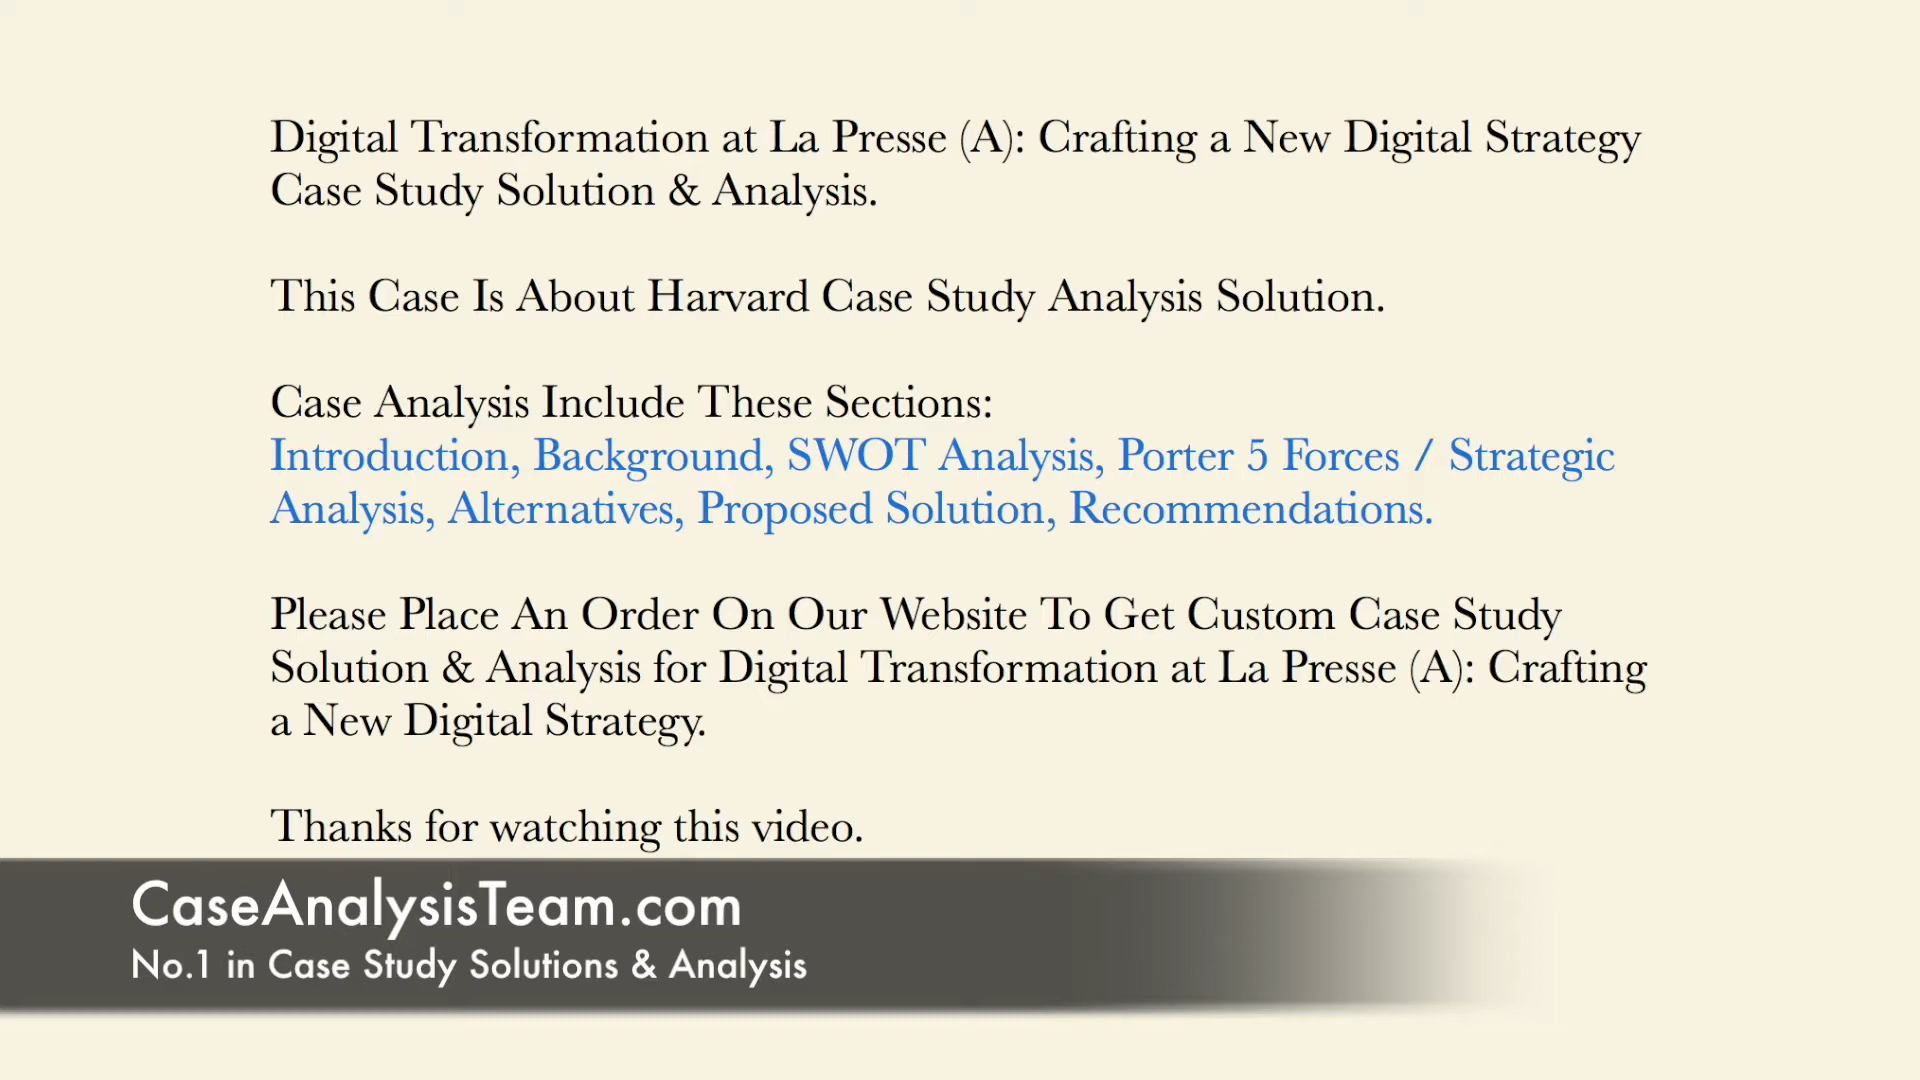 Digital Transformation at La Presse (A): Crafting a New Digital Strategy
Case Study Solution & Analysis.
This Case Is About Harvard Case Study Analysis Solution.
Case Analysis Include These Sections:
Introduction, Background, SWOT Analysis, Porter 5 Forces / Strategic
Analysis, Alternatives, Proposed Solution, Recommendations.
Please Place An Order On Our Website To Get Custom Case Study
Solution & Analysis for Digital Transformation at La Presse (A): Crafting
a New Digital Strategy.
Thanks for watching this video.
CaseAnalysisTeam.com
No.1 in Case Study Solutions & Analysis